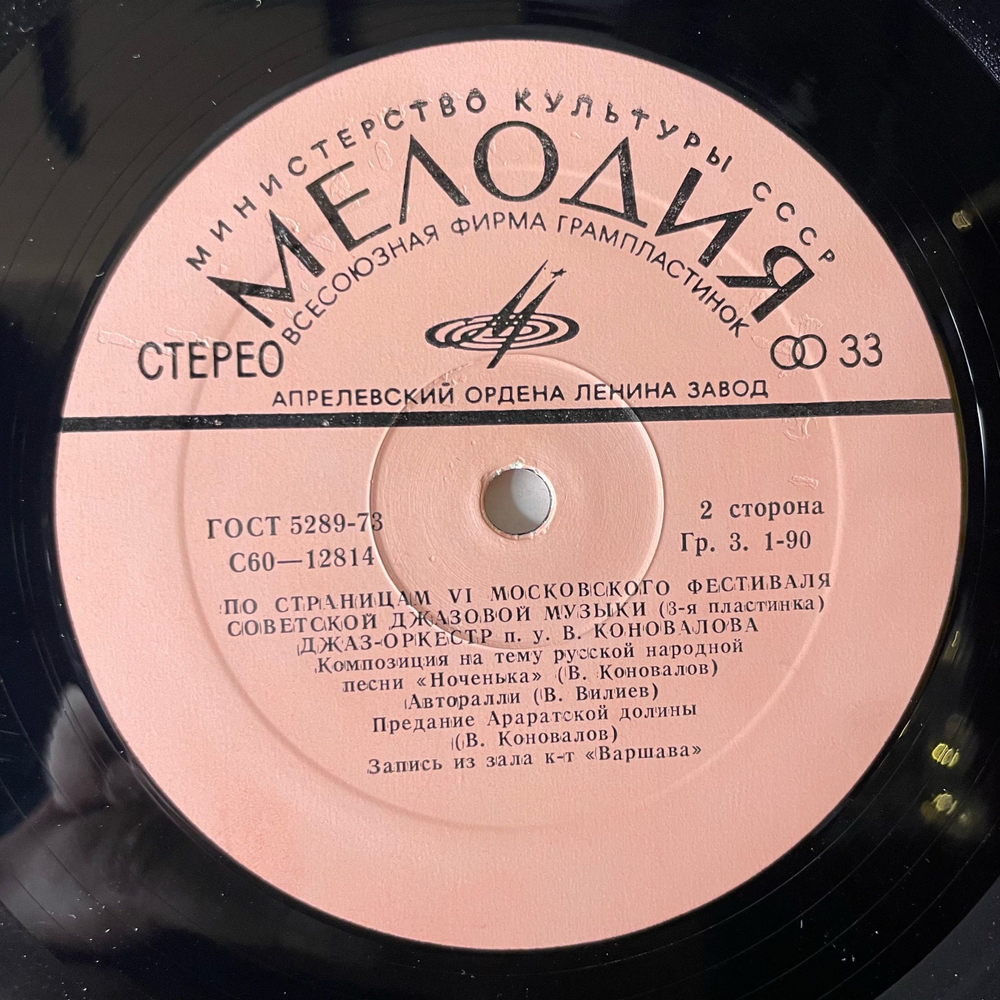 МИНИСТЕРСТВО КУЛЬТУРЫ СССР
МЕЛОДИЯ
ВСЕСОЮЗНАЯ ФИРМА ГРАМПЛАСТИНОК
СТЕРЕО
33
АПРЕЛЕВСКИЙ ОРДЕНА ЛЕНИНА ЗАВОД
ГОСТ 5289-73
2 сторона
С60—12814
Гр. 3. 1-90
ПО СТРАНИЦАМ VI МОСКОВСКОГО ФЕСТИВАЛЯ
СОВЕТСКОЙ ДЖАЗОВОЙ МУЗЫКИ (3-я пластинка)
ДЖАЗ-ОРКЕСТР п. у. В. КОНОВАЛОВА
Композиция на тему русской народной
песни «Ноченька» (В. Коновалов)
Авторалли (В. Вилиев)
Предание Араратской долины
(В. Коновалов)
Запись из зала к-т «Варшава»